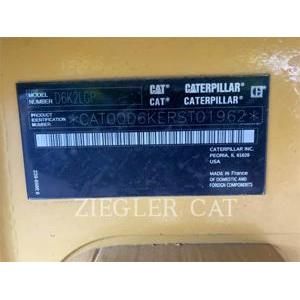 MODEL NUMBER D6K2LGP CAT® CATERPILLAR
CAT® CATERPILLAR®
PRODUCT IDENTIFICATION NUMBER *CAT00D6KERST01962*
CATERPILLAR INC.
PEORIA, IL 61629
USA
Made in France
OF DOMESTIC AND
FOREIGN COMPONENTS
ZIEGLER CAT